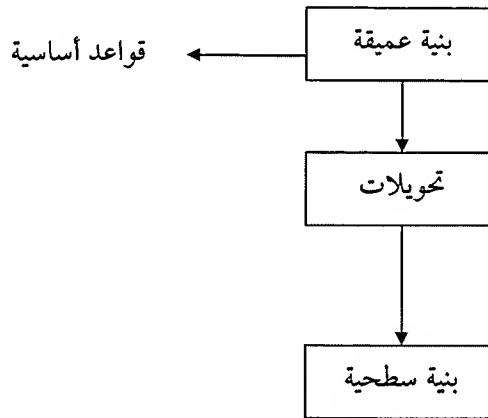 بنية عميقة
قواعد أساسية
تحويلات
بنية سطحية